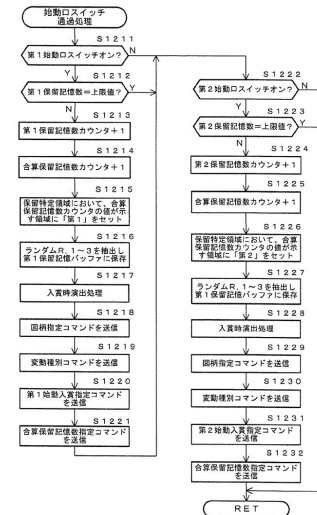 始動口スイッチ
通過処理
S1211
第1始動口スイッチオン?
N
Y
S1212
第1保留記憶数=上限値?
Y
N
S1213
第1保留記憶数カウンタ+1
S1214
合算保留記憶数カウンタ+1
S1215
保留特定領域において、合算
保留記憶数カウンタの値が示
す領域に「第1」をセット
S1216
ランダムR,1~3を抽出し
第1保留記憶バッファに保存
S1217
入賞時演出処理
S1218
図柄指定コマンドを送信
S1219
変動種別コマンドを送信
S1220
第1始動入賞指定コマンド
を送信
S1221
合算保留記憶数指定コマンド
を送信
S1222
第2始動口スイッチオン?
N
Y
S1223
第2保留記憶数=上限値?
Y
N
S1224
第2保留記憶数カウンタ+1
S1225
合算保留記憶数カウンタ+1
S1226
保留特定領域において、合算
保留記憶数カウンタの値が示
す領域に「第2」をセット
S1227
ランダムR,1~3を抽出し
第1保留記憶バッファに保存
S1228
入賞時演出処理
S1229
図柄指定コマンドを送信
S1230
変動種別コマンドを送信
S1231
第2始動入賞指定コマンド
を送信
S1232
合算保留記憶数指定コマンド
を送信
RET